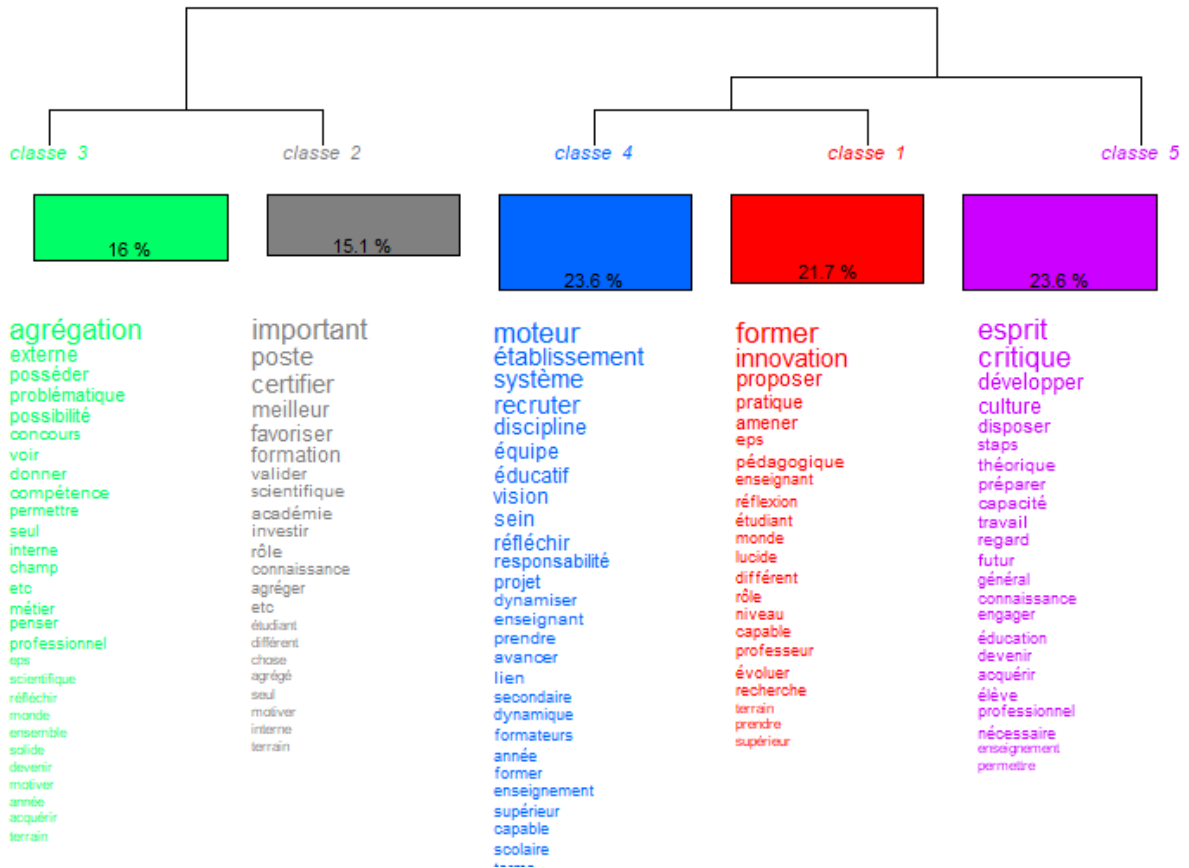 classe 3
classe 2
classe 4
classe 1
classe 5
16 %
15.1 %
23.6 %
21.7 %
23.6 %
agrégation
externe
posséder
problématique
possibilité
concours
voir
donner
compétence
permettre
seul
interne
champ
etc
métier
penser
professionnel
eps
scientifique
réfléchir
monde
ensemble
solide
devenir
motiver
année
acquérir
terrain
important
poste
certifier
meilleur
favoriser
formation
valider
scientifique
académie
investir
rôle
connaissance
agréger
etc
étudiant
différent
chose
agrégé
seul
motiver
interne
terrain
moteur
établissement
système
recruter
discipline
équipe
éducatif
vision
sein
réfléchir
responsabilité
projet
dynamiser
enseignant
prendre
avancer
lien
secondaire
dynamique
formateurs
année
former
enseignement
supérieur
capable
scolaire
former
innovation
proposer
pratique
amener
eps
pédagogique
enseignant
réflexion
étudiant
monde
lucide
différent
rôle
niveau
capable
professeur
évoluer
recherche
terrain
prendre
supérieur
esprit
critique
développer
culture
disposer
staps
théorique
préparer
capacité
travail
regard
futur
général
connaissance
engager
éducation
devenir
acquérir
élève
professionnel
nécessaire
enseignement
permettre